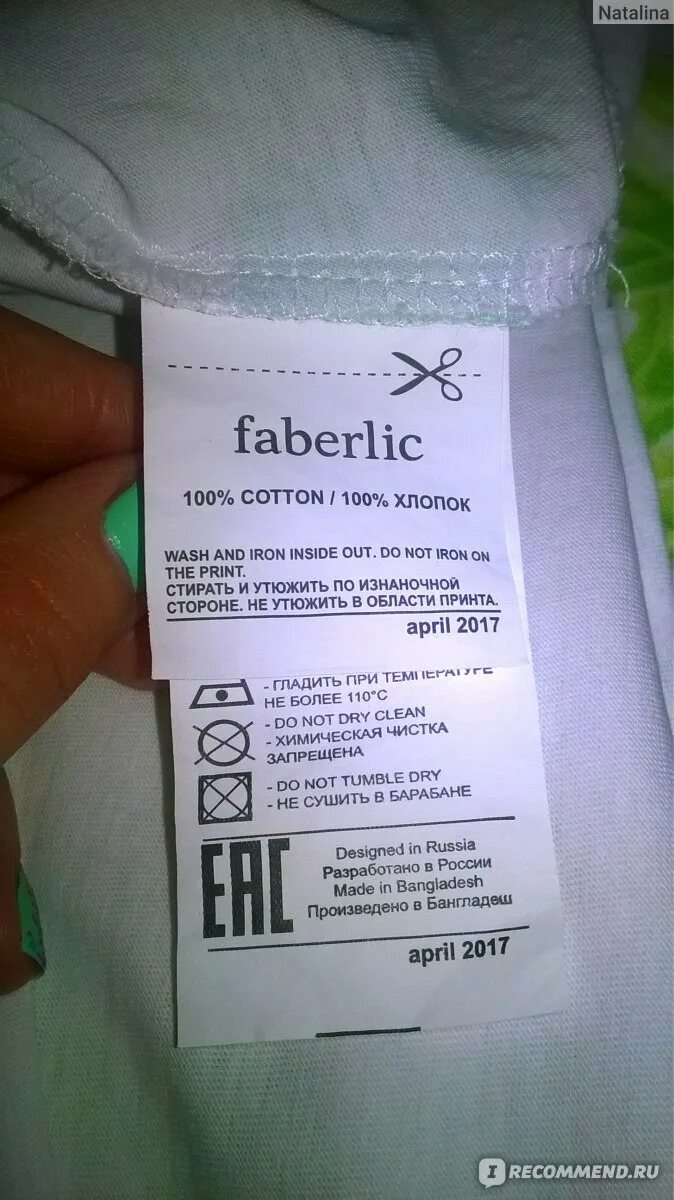 Natalina
faberlic
100% COTTON / 100% ХЛОПОК
WASH AND IRON INSIDE OUT. DO NOT IRON ON
THE PRINT.
СТИРАТЬ И УТЮЖИТЬ ПО ИЗНАНОЧНОЙ
СТОРОНЕ. НЕ УТЮЖИТЬ В ОБЛАСТИ ПРИНТА.
april 2017
- ГЛАДИТЬ ПРИ ТЕМПЕРАТУРЕ
НЕ БОЛЕЕ 110°C
- DO NOT DRY CLEAN
- ХИМИЧЕСКАЯ ЧИСТКА
ЗАПРЕЩЕНА
- DO NOT TUMBLE DRY
- НЕ СУШИТЬ В БАРАБАНЕ
EAC
Designed in Russia
Разработано в России
Made in Bangladesh
Произведено в Бангладеш
april 2017
IRECOMMEND.RU